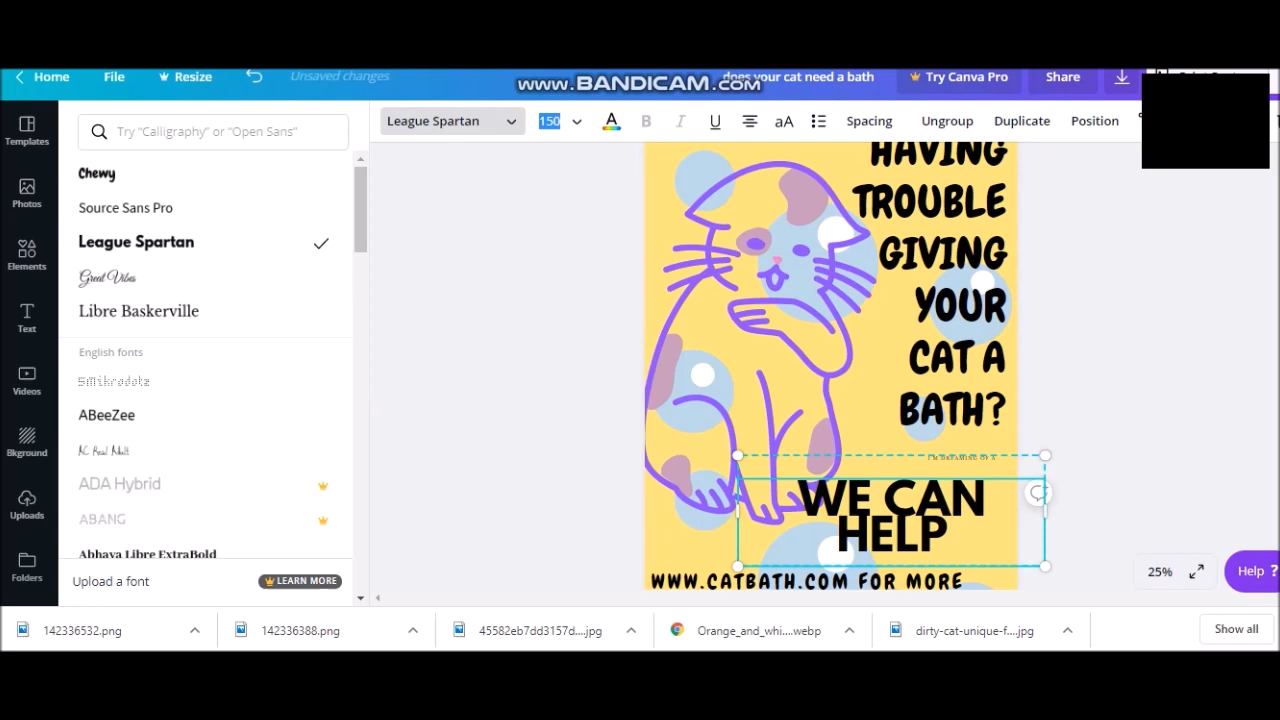 www.BANDICAM.com
Home
File
Resize
Unsaved changes
does your cat need a bath
Try Canva Pro
Share
Templates
Photos
Elements
Text
Videos
Bkground
Uploads
Folders
Try "Calligraphy" or "Open Sans"
Chewy
Source Sans Pro
League Spartan
Great Vibes
Libre Baskerville
English fonts
ABeeZee
ADA Hybrid
ABANG
Abhaya Libre ExtraBold
Upload a font
LEARN MORE
League Spartan
150
A
B
I
U
aA
Spacing
Ungroup
Duplicate
Position
HAVING
TROUBLE
GIVING
YOUR
CAT A
BATH?
I'M DREAMING OF A
WE CAN
HELP
WWW.CATBATH.COM FOR MORE
25%
Help ?
142336532.png
142336388.png
45582eb7dd3157d....jpg
Orange_and_whi....webp
dirty-cat-unique-f....jpg
Show all